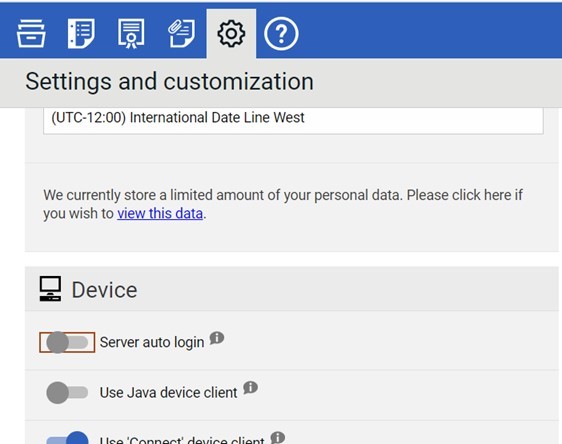 Settings and customization
(UTC-12:00) International Date Line West
We currently store a limited amount of your personal data. Please click here if
you wish to view this data.
Device
Server auto login
Use Java device client
Use 'Connect' device client